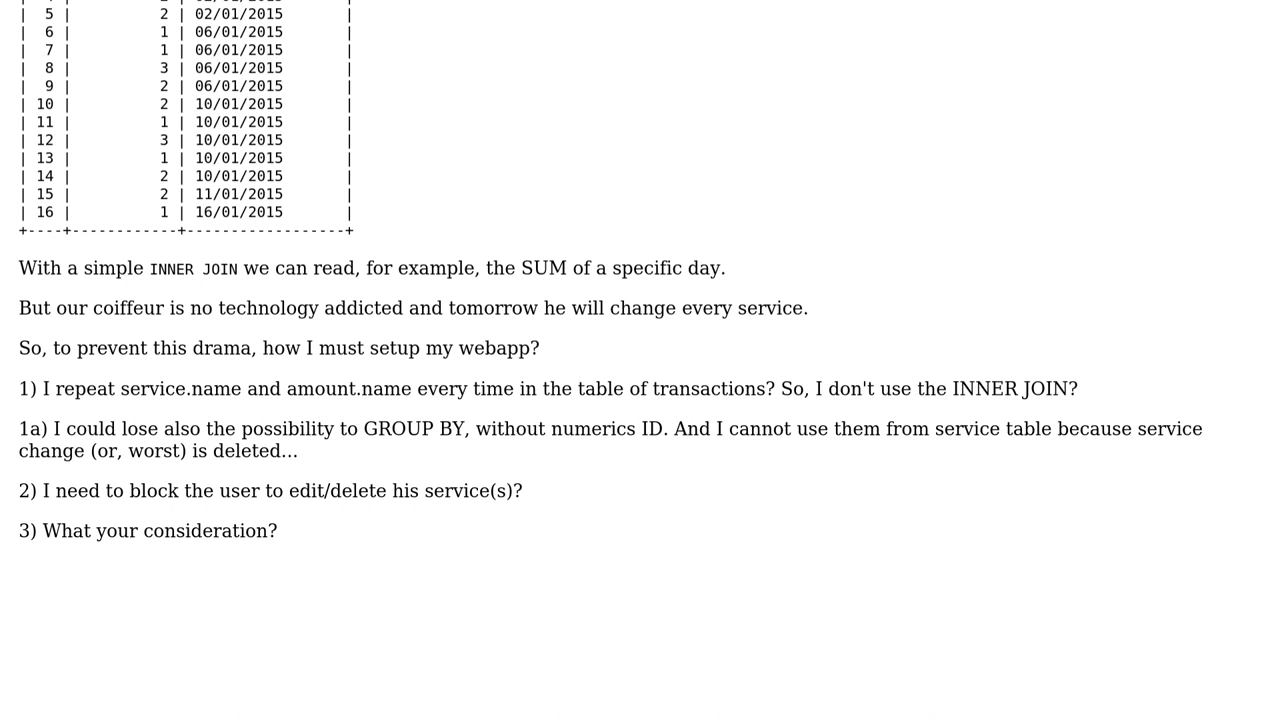 |  5 |          2 | 02/01/2015       |
|  6 |          1 | 06/01/2015       |
|  7 |          1 | 06/01/2015       |
|  8 |          3 | 06/01/2015       |
|  9 |          2 | 06/01/2015       |
| 10 |          2 | 10/01/2015       |
| 11 |          1 | 10/01/2015       |
| 12 |          3 | 10/01/2015       |
| 13 |          1 | 10/01/2015       |
| 14 |          2 | 10/01/2015       |
| 15 |          2 | 11/01/2015       |
| 16 |          1 | 16/01/2015       |
+----+------------+------------------+
With a simple INNER JOIN we can read, for example, the SUM of a specific day.
But our coiffeur is no technology addicted and tomorrow he will change every service.
So, to prevent this drama, how I must setup my webapp?
1) I repeat service.name and amount.name every time in the table of transactions? So, I don't use the INNER JOIN?
1a) I could lose also the possibility to GROUP BY, without numerics ID. And I cannot use them from service table because service
change (or, worst) is deleted...
2) I need to block the user to edit/delete his service(s)?
3) What your consideration?